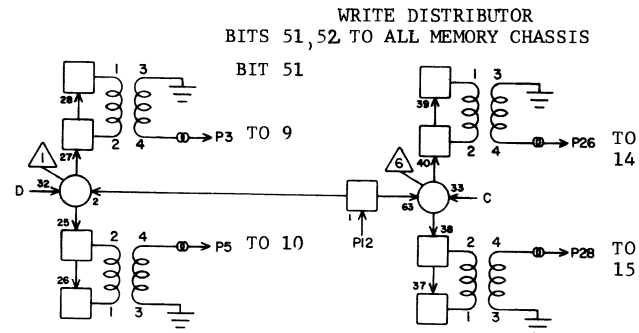 WRITE DISTRIBUTOR
BITS 51,52 TO ALL MEMORY CHASSIS
BIT 51
28 1 3
27 2 4 P3 TO 9
1
D 32 2
25 2 4 P5 TO 10
26 1 3
1
P12
39 1 3
40 2 4 P26 TO 14
6
63 33 C
38 2 4 P28 TO 15
37 1 3